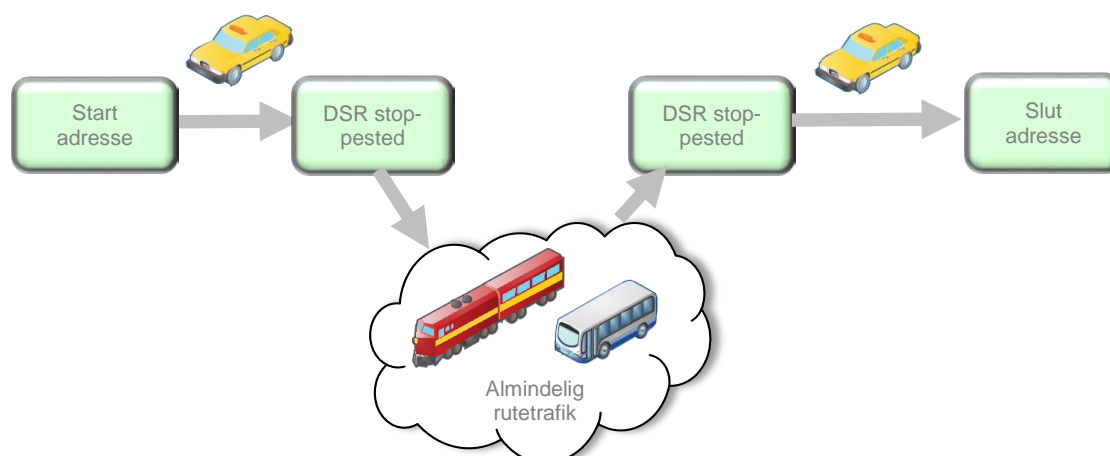 Start
adresse
DSR stop-
pested
DSR stop-
pested
Slut
adresse
Almindelig
rutetrafik